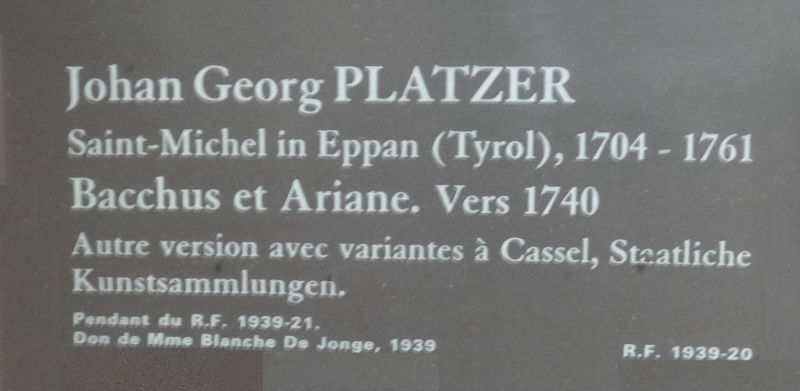 Johan Georg PLATZER
Saint-Michel in Eppan (Tyrol), 1704 - 1761
Bacchus et Ariane. Vers 1740
Autre version avec variantes à Cassel, Staatliche
Kunstsammlungen.
Pendant du R.F. 1939-21.
Don de Mme Blanche De Jonge, 1939
R.F. 1939-20